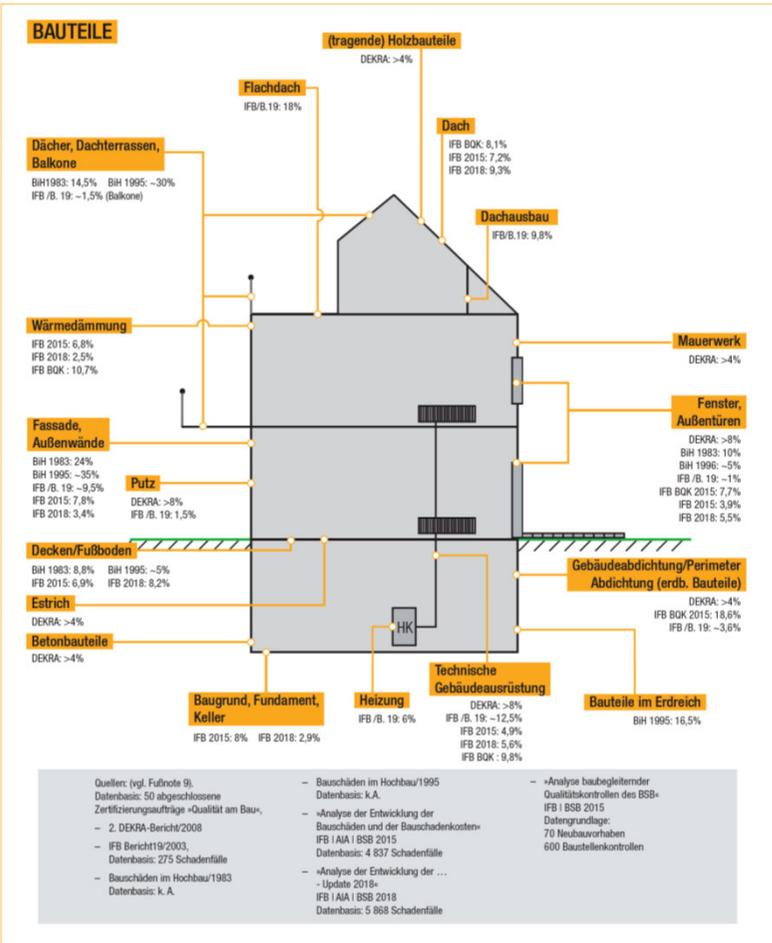 BAUTEILE
(tragende) Holzbauteile
DEKRA: >4%
Flachdach
IFB/B.19: 18%
Dach
IFB BQK: 8,1%
IFB 2015: 7,2%
IFB 2018: 9,3%
Dächer, Dachterrassen,
Balkone
BiH1983: 14,5% BiH 1995: ~30%
IFB /B. 19: ~1,5% (Balkone)
Dachausbau
IFB/B.19: 9,8%
Wärmedämmung
IFB 2015: 6,8%
IFB 2018: 2,5%
IFB BQK : 10,7%
Mauerwerk
DEKRA: >4%
Fassade,
Außenwände
BiH 1983: 24%
BiH 1995: ~35%
IFB /B. 19: ~9,5%
IFB 2015: 7,8%
IFB 2018: 3,4%
Putz
DEKRA: >8%
IFB /B. 19: 1,5%
Fenster,
Außentüren
DEKRA: >8%
BiH 1983: 10%
BiH 1996: ~5%
IFB /B. 19: ~1%
IFB BQK 2015: 7,7%
IFB 2015: 3,9%
IFB 2018: 5,5%
Decken/Fußboden
BiH 1983: 8,8% BiH 1995: ~5%
IFB 2015: 6,9% IFB 2018: 8,2%
Estrich
DEKRA: >4%
Betonbauteile
DEKRA: >4%
HK
Gebäudeabdichtung/Perimeter
Abdichtung (erdb. Bauteile)
DEKRA: >4%
IFB BQK 2015: 18,6%
IFB /B. 19: ~3,6%
Baugrund, Fundament,
Keller
IFB 2015: 8% IFB 2018: 2,9%
Heizung
IFB /B. 19: 6%
Technische
Gebäudeausrüstung
DEKRA: >8%
IFB /B. 19: ~12,5%
IFB 2015: 4,9%
IFB 2018: 5,6%
IFB BQK : 9,8%
Bauteile im Erdreich
BiH 1995: 16,5%
Quellen: (vgl. Fußnote 9).
Datenbasis: 50 abgeschlossene
Zertifizierungsaufträge »Qualität am Bau«,
– 2. DEKRA-Bericht/2008
– IFB Bericht19/2003,
Datenbasis: 275 Schadenfälle
– Bauschäden im Hochbau/1983
Datenbasis: k. A.
– Bauschäden im Hochbau/1995
Datenbasis: k.A.
– »Analyse der Entwicklung der
Bauschäden und der Bauschadenkosten«
IFB I AIA I BSB 2015
Datenbasis: 4 837 Schadenfälle
– »Analyse der Entwicklung der …
- Update 2018«
IFB I AIA I BSB 2018
Datenbasis: 5 868 Schadenfälle
– »Analyse baubegleitender
Qualitätskontrollen des BSB«
IFB I BSB 2015
Datengrundlage:
70 Neubauvorhaben
600 Baustellenkontrollen